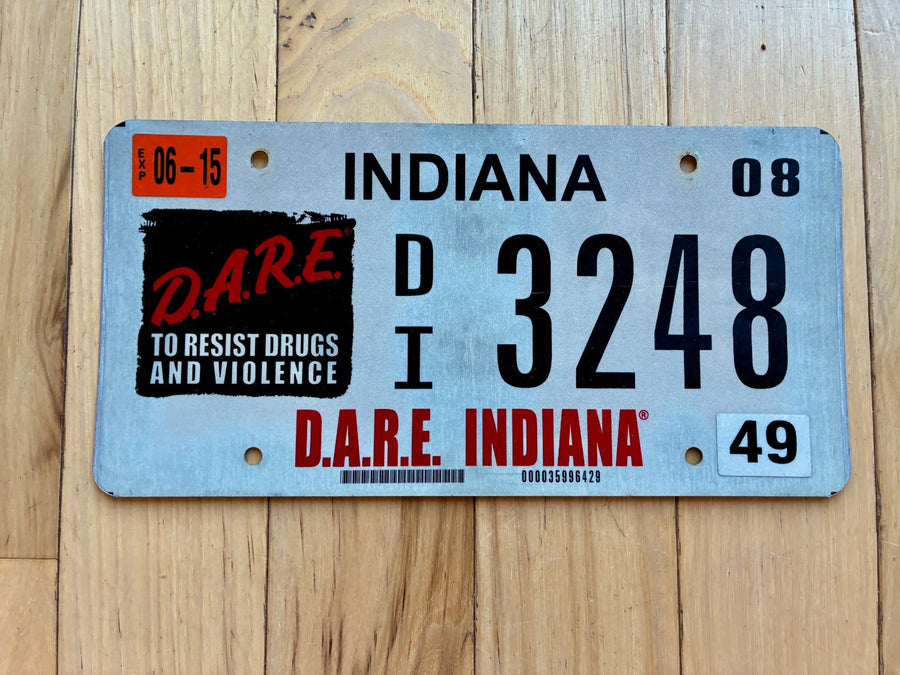 EXP 06-15
INDIANA
08
D.A.R.E.®
TO RESIST DRUGS
AND VIOLENCE
DI 3248
D.A.R.E. INDIANA®
49
000035996429